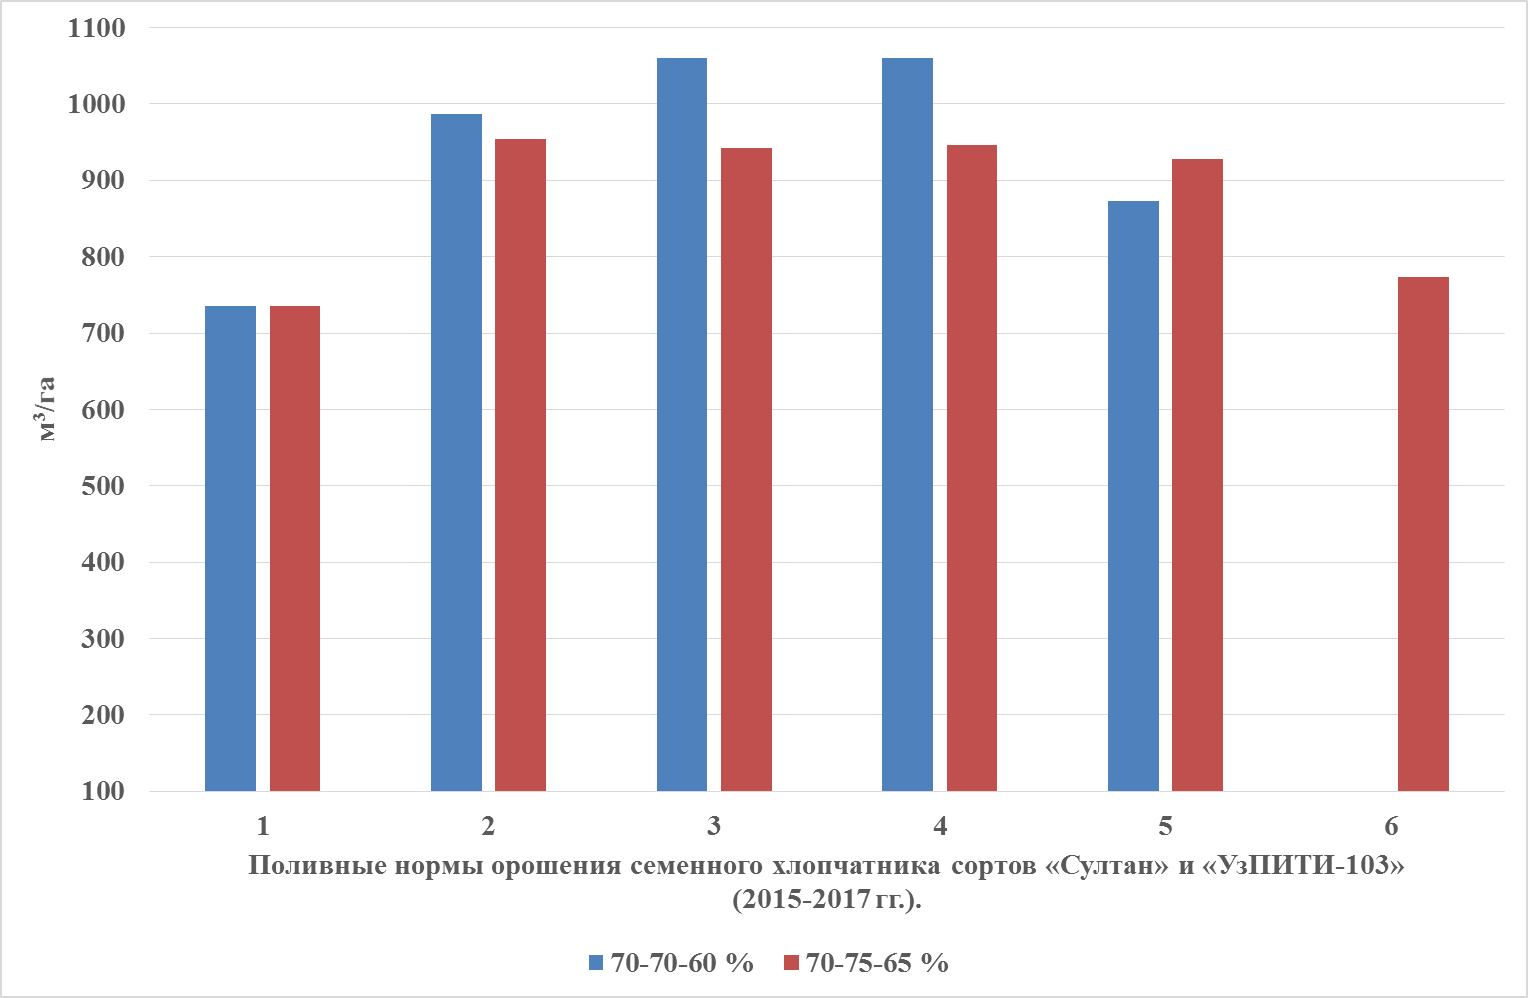 1100
1000
900
800
700
600
500
400
300
200
100
м³/га
1 2 3 4 5 6
Поливные нормы орошения семенного хлопчатника сортов «Султан» и «УзПИТИ-103»
(2015-2017 гг.).
70-70-60 % 70-75-65 %